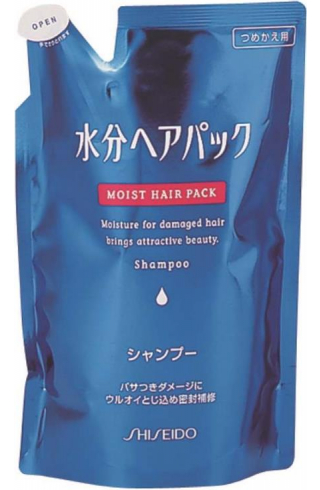 OPEN
つめかえ用
水分ヘアパック
MOIST HAIR PACK
Moisture for damaged hair
brings attractive beauty.
Shampoo
シャンプー
パサつきダメージに
ウルオイとじ込め密封補修
SHISEIDO